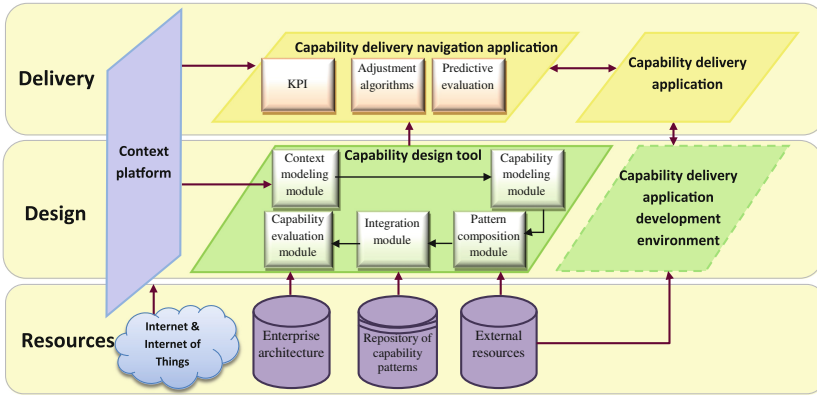 Delivery
Capability delivery navigation application
KPI
Adjustment
algorithms
Predictive
evaluation
Capability delivery
application
Context
platform
Design
Capability design tool
Context
modeling
module
Capability
modeling
module
Capability
evaluation
module
Integration
module
Pattern
composition
module
Capability delivery
application
development
environment
Resources
Internet &
Internet of
Things
Enterprise
architecture
Repository of
capability
patterns
External
resources